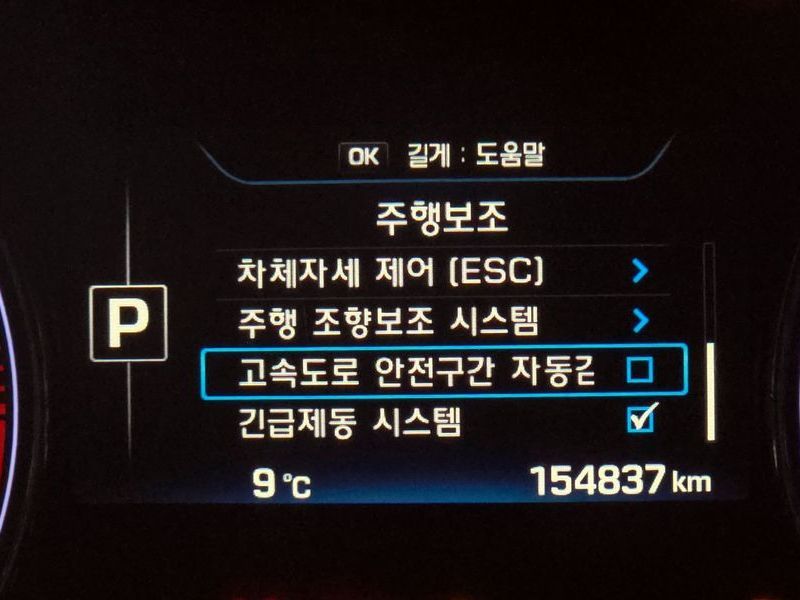 OK 길게 : 도움말
주행보조
차체자세 제어 (ESC)
주행 조향보조 시스템
P
고속도로 안전구간 자동감
긴급제동 시스템
9 °C 154837 km